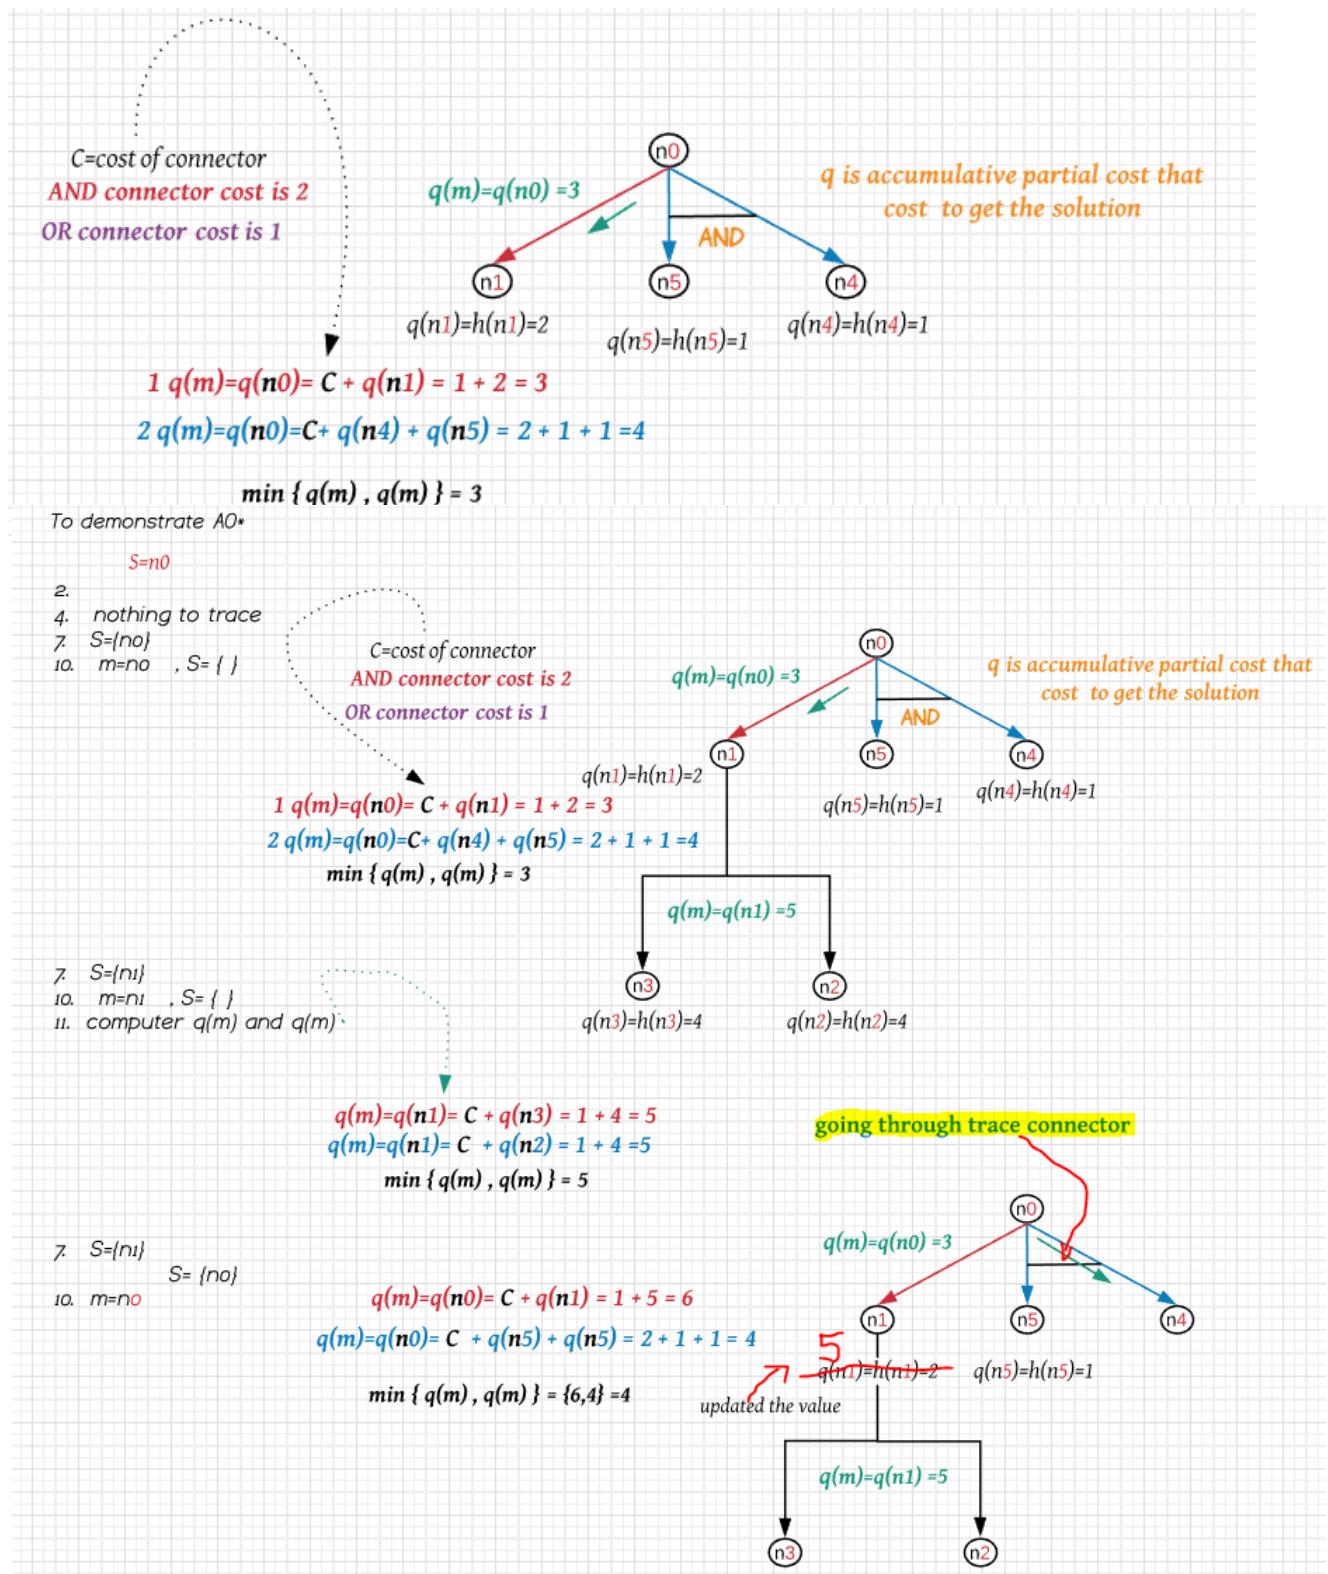 n0
C=cost of connector
AND connector cost is 2
OR connector cost is 1
q(m)=q(n0) =3
q is accumulative partial cost that
cost to get the solution
AND
n1
n5
n4
q(n1)=h(n1)=2
q(n5)=h(n5)=1
q(n4)=h(n4)=1
1 q(m)=q(n0)= C + q(n1) = 1 + 2 = 3
2 q(m)=q(n0)=C+ q(n4) + q(n5) = 2 + 1 + 1 =4
min { q(m) , q(m) } = 3
To demonstrate AO*
S=n0
2.
4. nothing to trace
7. S={no}
10. m=no , S= { }
C=cost of connector
AND connector cost is 2
OR connector cost is 1
n0
q(m)=q(n0) =3
q is accumulative partial cost that
cost to get the solution
AND
n1
n5
n4
q(n1)=h(n1)=2
q(n5)=h(n5)=1
q(n4)=h(n4)=1
1 q(m)=q(n0)= C + q(n1) = 1 + 2 = 3
2 q(m)=q(n0)=C+ q(n4) + q(n5) = 2 + 1 + 1 =4
min { q(m) , q(m) } = 3
q(m)=q(n1) =5
n3
n2
q(n3)=h(n3)=4
q(n2)=h(n2)=4
7. S={n1}
10. m=n1 , S= { }
11. computer q(m) and q(m)
q(m)=q(n1)= C + q(n3) = 1 + 4 = 5
q(m)=q(n1)= C + q(n2) = 1 + 4 =5
min { q(m) , q(m) } = 5
going through trace connector
7. S={n1}
S= {no}
10. m=no
q(m)=q(n0)= C + q(n1) = 1 + 5 = 6
q(m)=q(n0)= C + q(n5) + q(n5) = 2 + 1 + 1 = 4
min { q(m) , q(m) } = {6,4} =4
n0
q(m)=q(n0) =3
n1
n5
n4
5
q(n1)=h(n1)=2
q(n5)=h(n5)=1
updated the value
q(m)=q(n1) =5
n3
n2